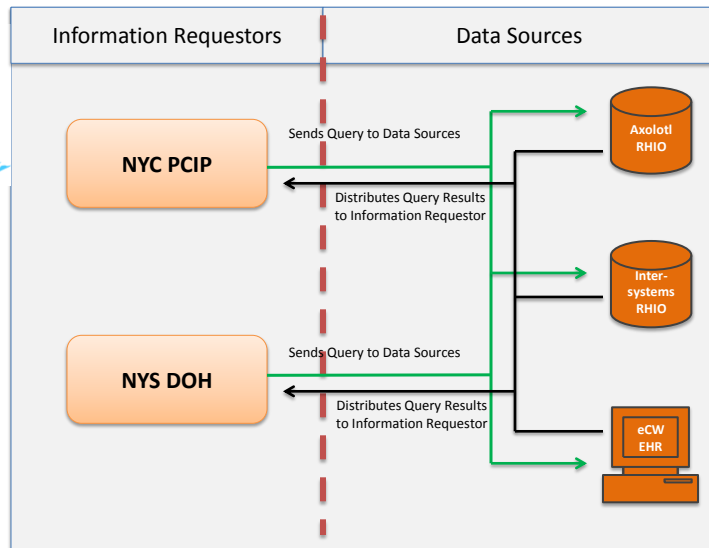 Information Requestors
Data Sources
Sends Query to Data Sources
Axolotl
RHIO
NYC PCIP
Distributes Query Results
to Information Requestor
Inter-
systems
RHIO
Sends Query to Data Sources
NYS DOH
Distributes Query Results
to Information Requestor
eCW
EHR